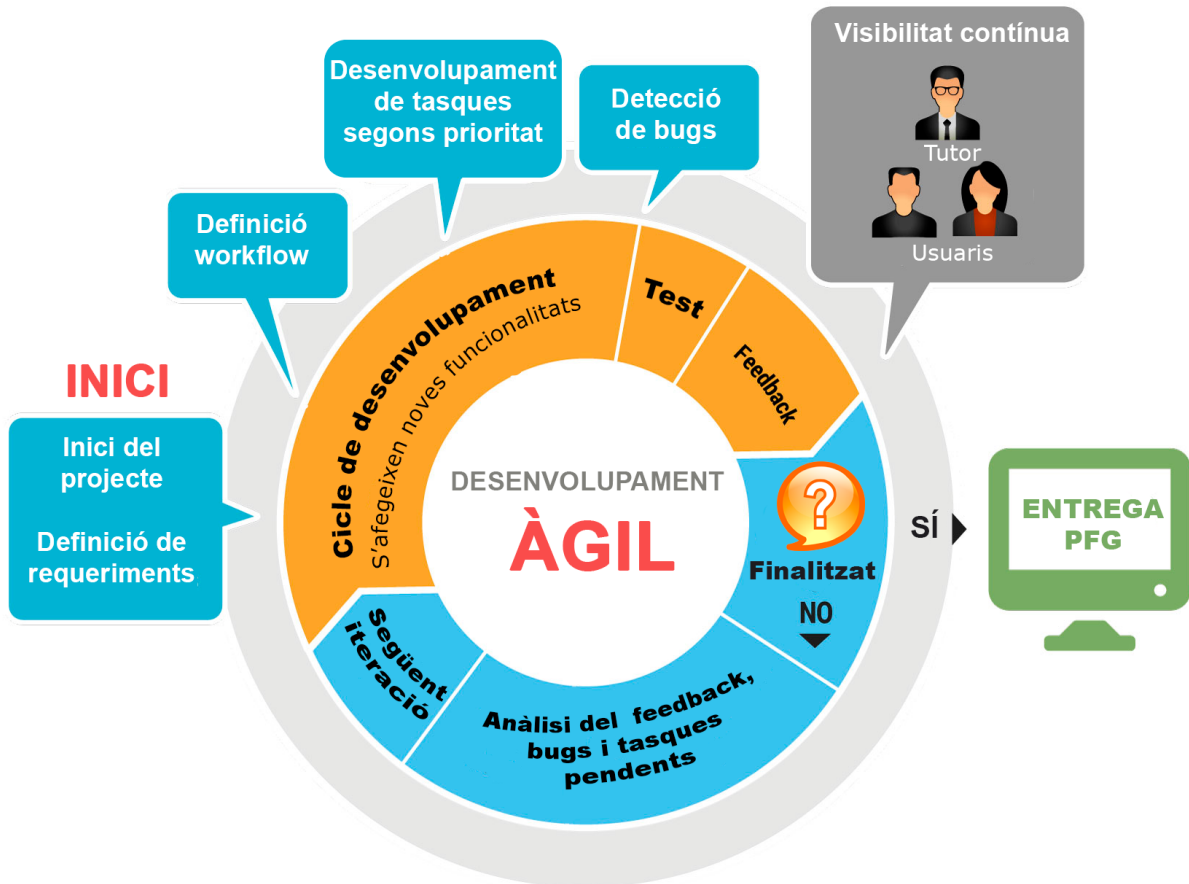 Visibilitat contínua
Tutor
Usuaris
Desenvolupament
de tasques
segons prioritat
Detecció
de bugs
Definició
workflow
INICI
Inici del
projecte
Definició de
requeriments
Cicle de desenvolupament
S'afegeixen noves funcionalitats
Test
Feedback
DESENVOLUPAMENT
ÀGIL
?
Finalitzat
NO
SÍ
ENTREGA
PFG
Anàlisi del feedback,
bugs i tasques
pendents
Següent
iteració